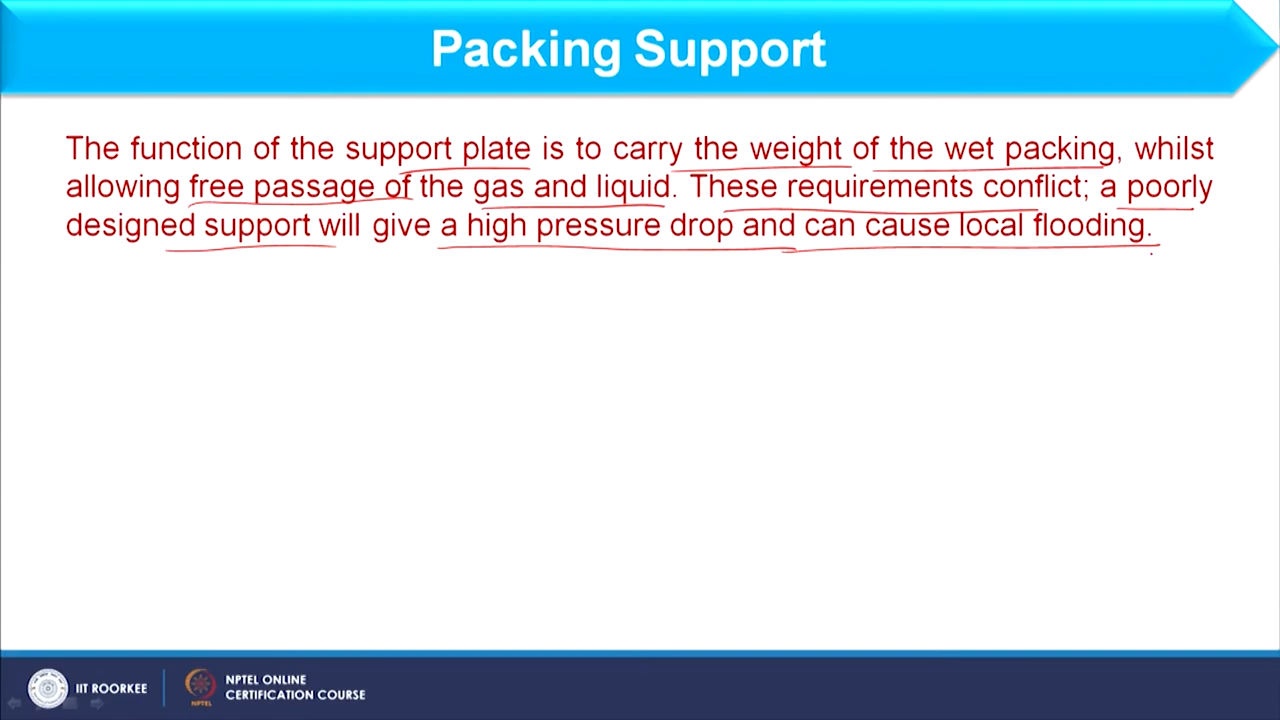 Packing Support
The function of the support plate is to carry the weight of the wet packing, whilst
allowing free passage of the gas and liquid. These requirements conflict; a poorly
designed support will give a high pressure drop and can cause local flooding.
IIT ROORKEE
NPTEL
NPTEL ONLINE
CERTIFICATION COURSE